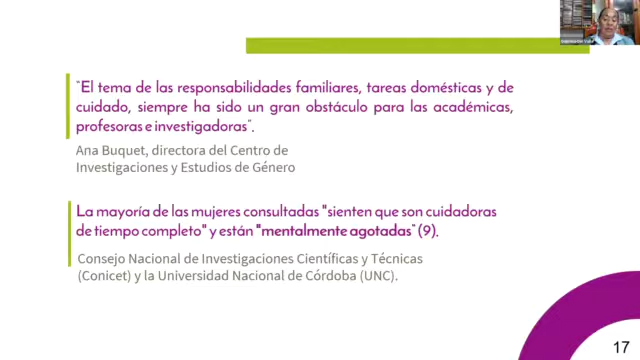 "El tema de las responsabilidades familiares, tareas domésticas y de
cuidado, siempre ha sido un gran obstáculo para las académicas,
profesoras e investigadoras".
Ana Buquet, directora del Centro de
Investigaciones y Estudios de Género
La mayoría de las mujeres consultadas "sienten que son cuidadoras
de tiempo completo" y están "mentalmente agotadas" (9).
Consejo Nacional de Investigaciones Científicas y Técnicas
(Conicet) y la Universidad Nacional de Córdoba (UNC).
17